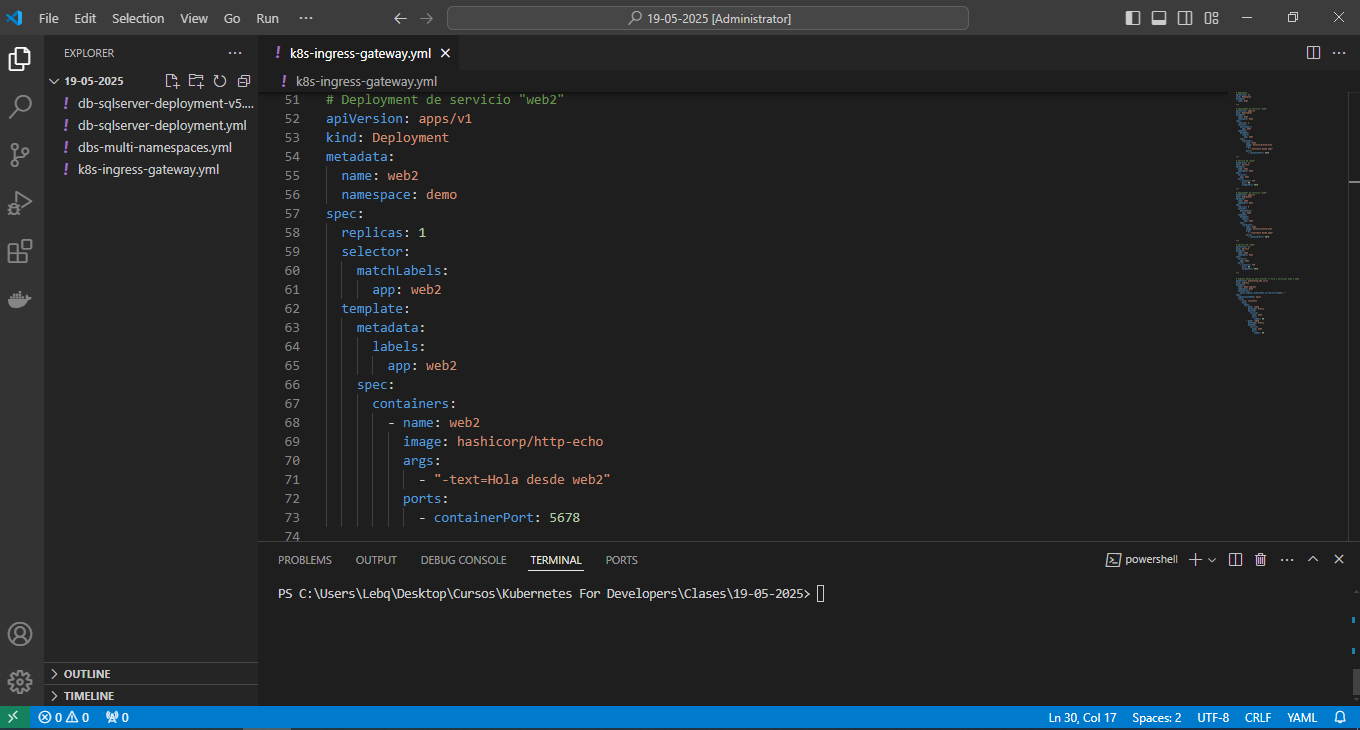 File Edit Selection View Go Run ··· 19-05-2025 [Administrator]
EXPLORER ···
19-05-2025
db-sqlserver-deployment-v5....
db-sqlserver-deployment.yml
dbs-multi-namespaces.yml
k8s-ingress-gateway.yml
OUTLINE
TIMELINE
! k8s-ingress-gateway.yml
! k8s-ingress-gateway.yml
51 # Deployment de servicio "web2"
52 apiVersion: apps/v1
53 kind: Deployment
54 metadata:
55 name: web2
56 namespace: demo
57 spec:
58 replicas: 1
59 selector:
60 matchLabels:
61 app: web2
62 template:
63 metadata:
64 labels:
65 app: web2
66 spec:
67 containers:
68 - name: web2
69 image: hashicorp/http-echo
70 args:
71 - "-text=Hola desde web2"
72 ports:
73 - containerPort: 5678
74
PROBLEMS OUTPUT DEBUG CONSOLE TERMINAL PORTS powershell
PS C:\Users\Lebq\Desktop\Cursos\Kubernetes For Developers\Clases\19-05-2025>
0 0 0 Ln 30, Col 17 Spaces: 2 UTF-8 CRLF YAML